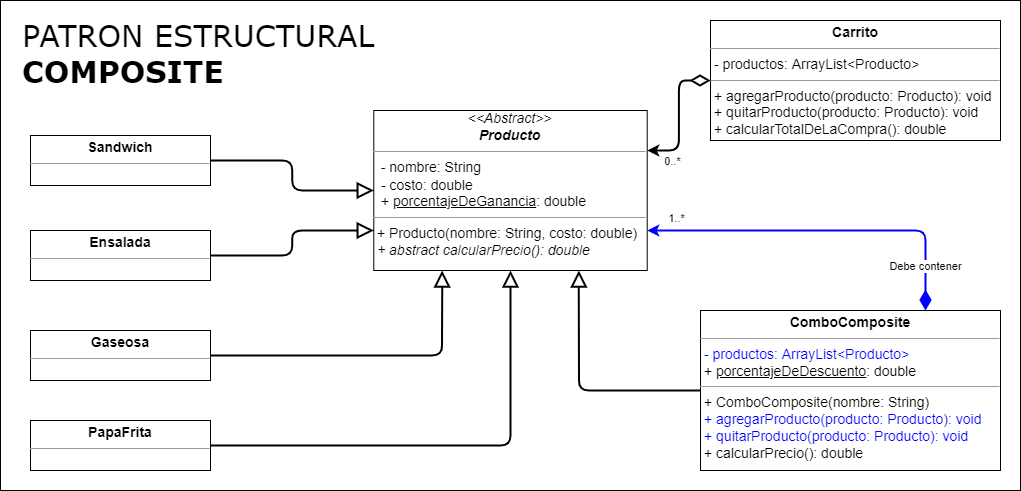 PATRON ESTRUCTURAL
COMPOSITE
Carrito
- productos: ArrayList<Producto>
+ agregarProducto(producto: Producto): void
+ quitarProducto(producto: Producto): void
+ calcularTotalDeLaCompra(): double
<<Abstract>>
Producto
- nombre: String
- costo: double
+ porcentajeDeGanancia: double
+ Producto(nombre: String, costo: double)
+ abstract calcularPrecio(): double
0..*
1..*
Debe contener
Sandwich
Ensalada
Gaseosa
PapaFrita
ComboComposite
- productos: ArrayList<Producto>
+ porcentajeDeDescuento: double
+ ComboComposite(nombre: String)
+ agregarProducto(producto: Producto): void
+ quitarProducto(producto: Producto): void
+ calcularPrecio(): double